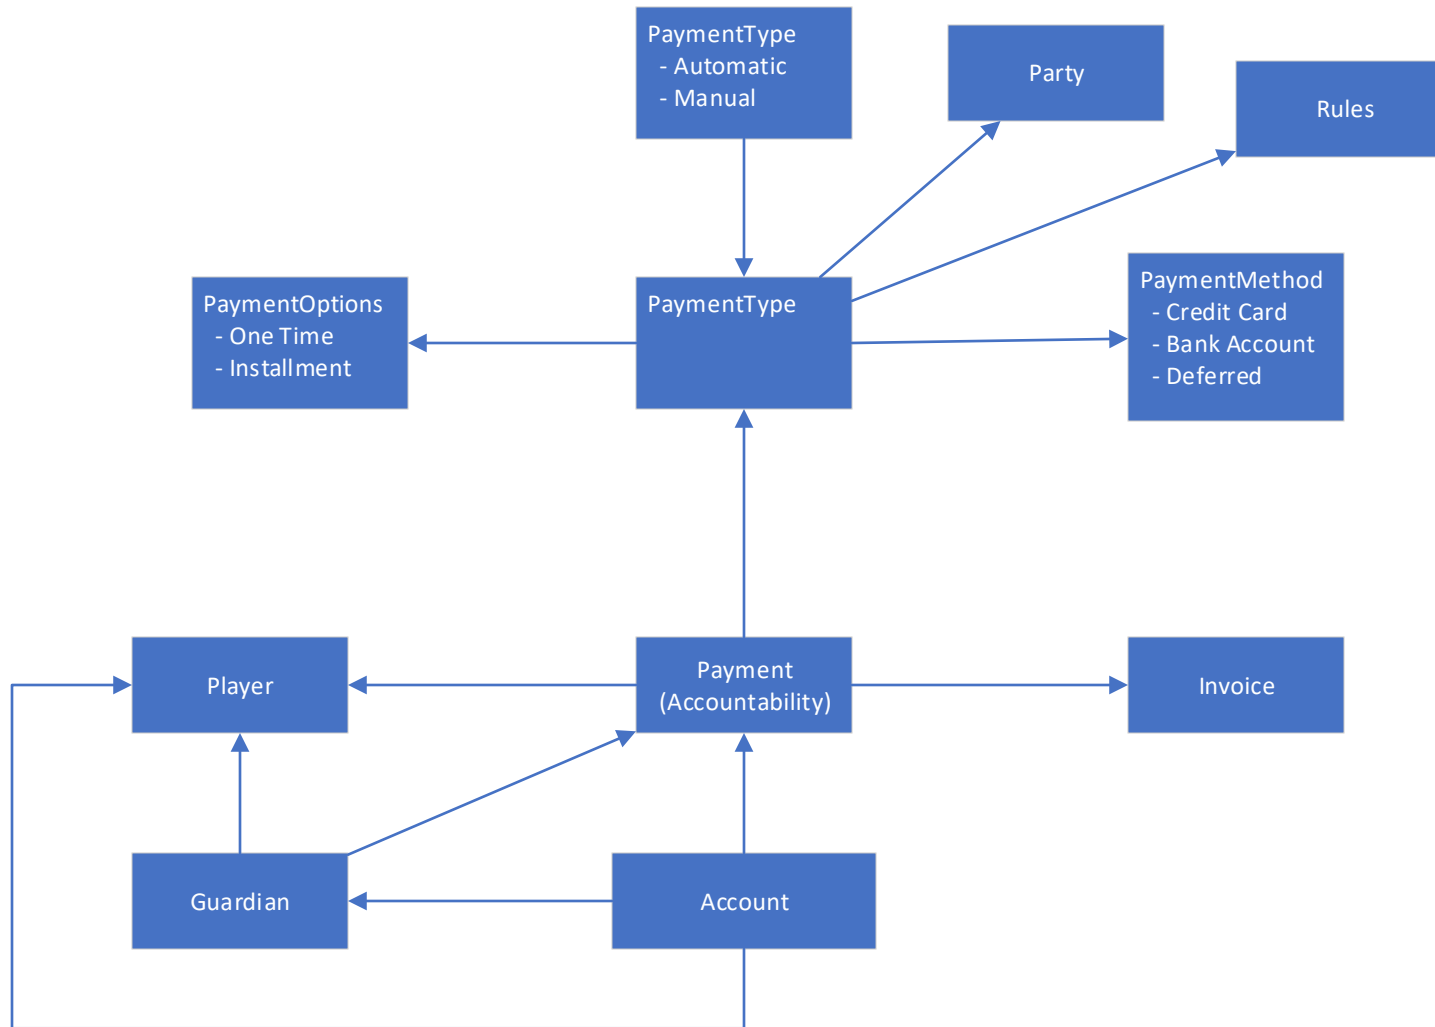 PaymentType
- Automatic
- Manual
Party
Rules
PaymentOptions
- One Time
- Installment
PaymentType
PaymentMethod
- Credit Card
- Bank Account
- Deferred
Player
Payment
(Accountability)
Invoice
Guardian
Account